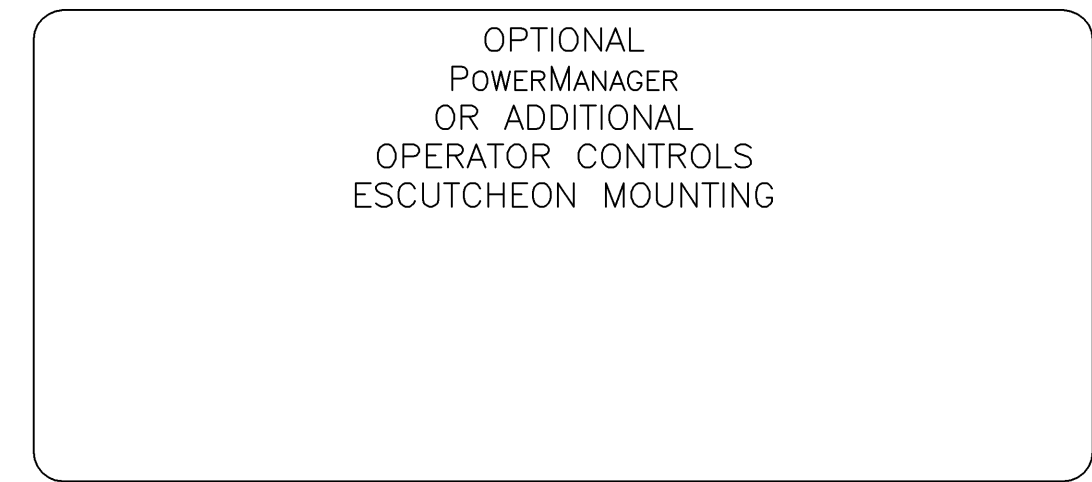 OPTIONAL
POWERMANAGER
OR ADDITIONAL
OPERATOR CONTROLS
ESCUTCHEON MOUNTING